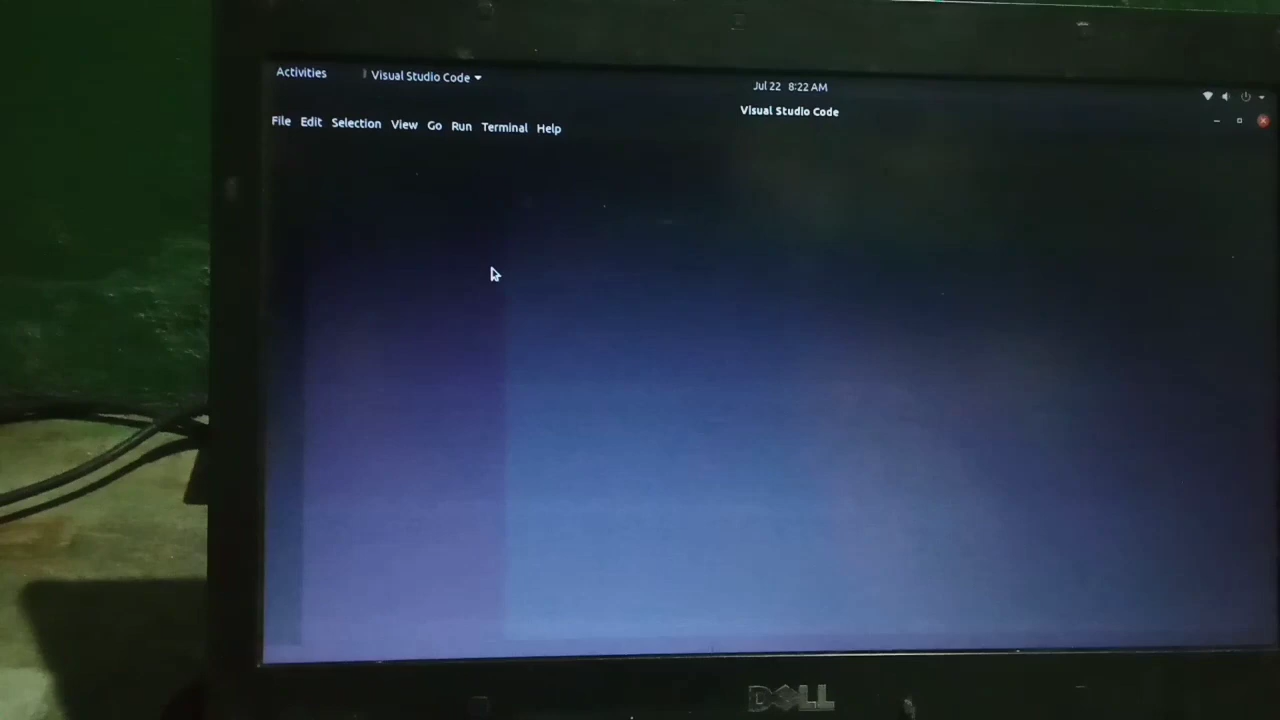 Activities Visual Studio Code Jul 22 8:22 AM
Visual Studio Code
File Edit Selection View Go Run Terminal Help
DELL